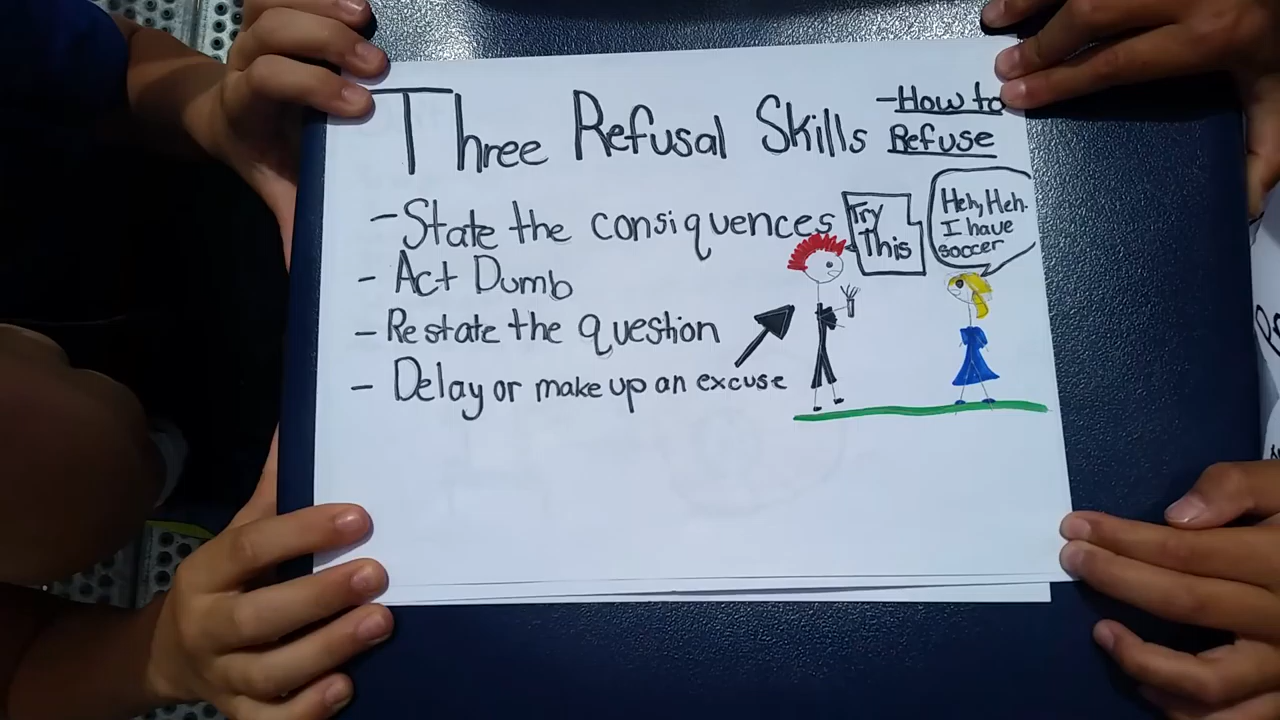 Three Refusal Skills
-How to
Refuse
-State the consiquences
- Act Dumb
- Restate the question
- Delay or make up an excuse
Try
This
Heh, Heh.
I have
soccer